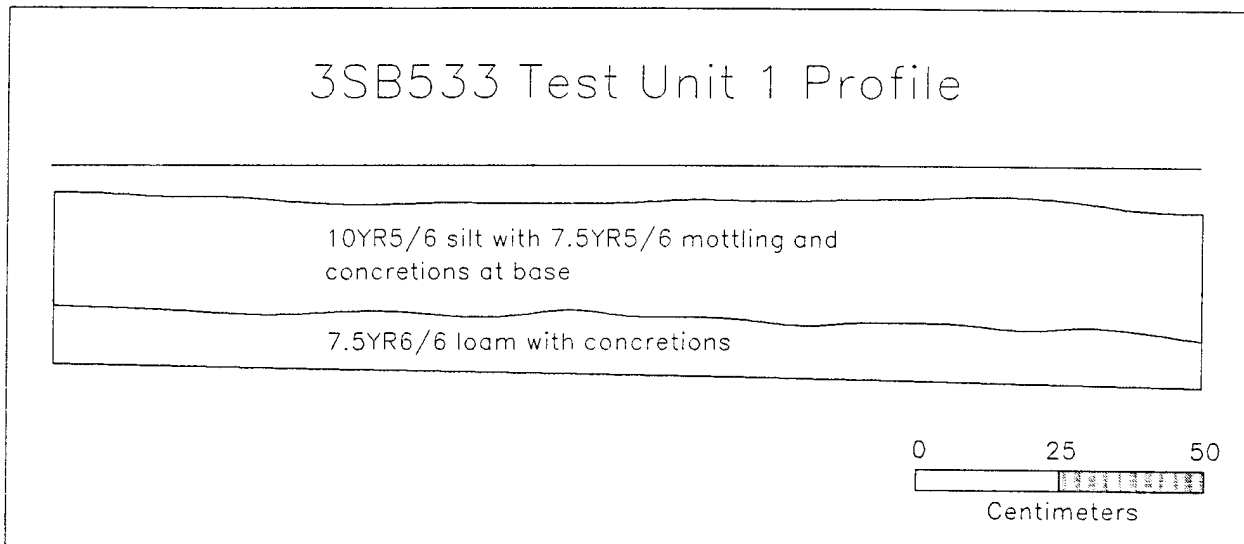 3SB533 Test Unit 1 Profile
10YR5/6 silt with 7.5YR5/6 mottling and
concretions at base
7.5YR6/6 loam with concretions
0 25 50
Centimeters